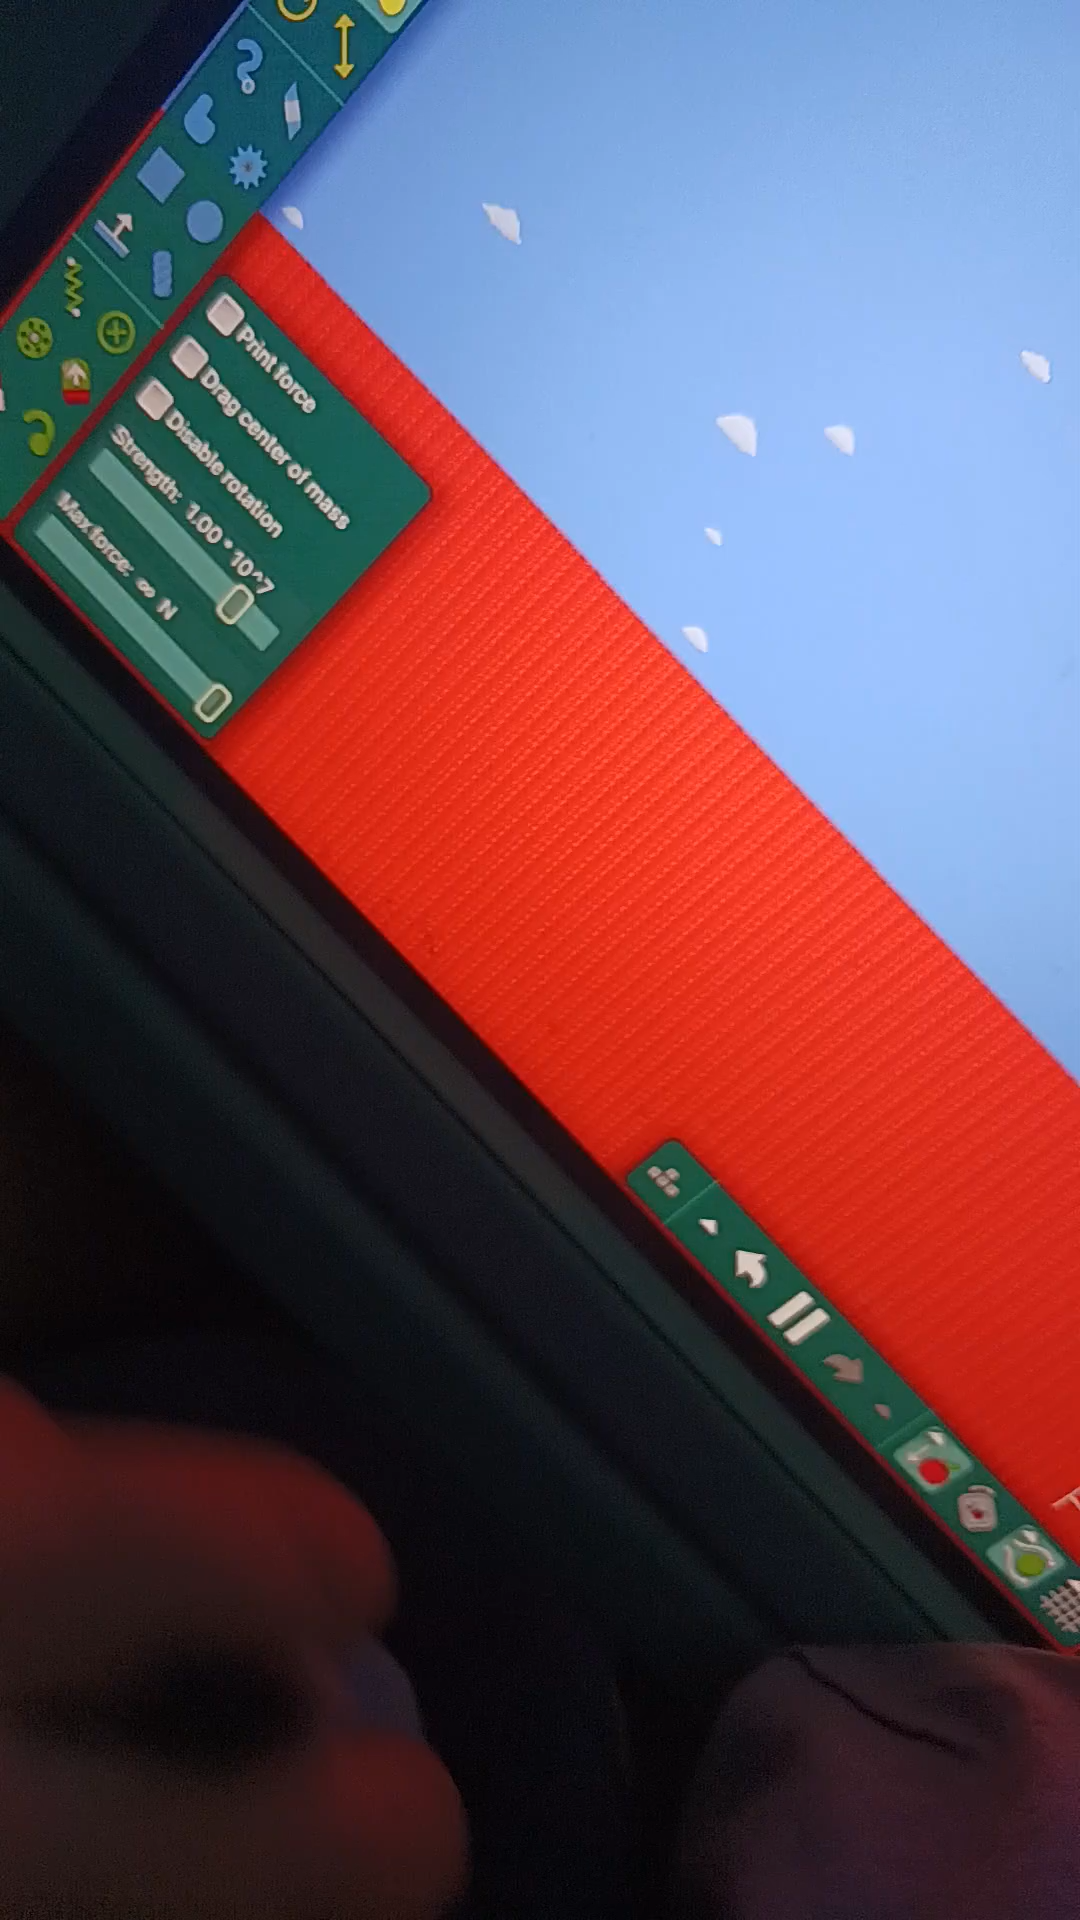 Print force
Drag center of mass
Disable rotation
Strength: 1.00 * 10^7
Max force: ∞ N